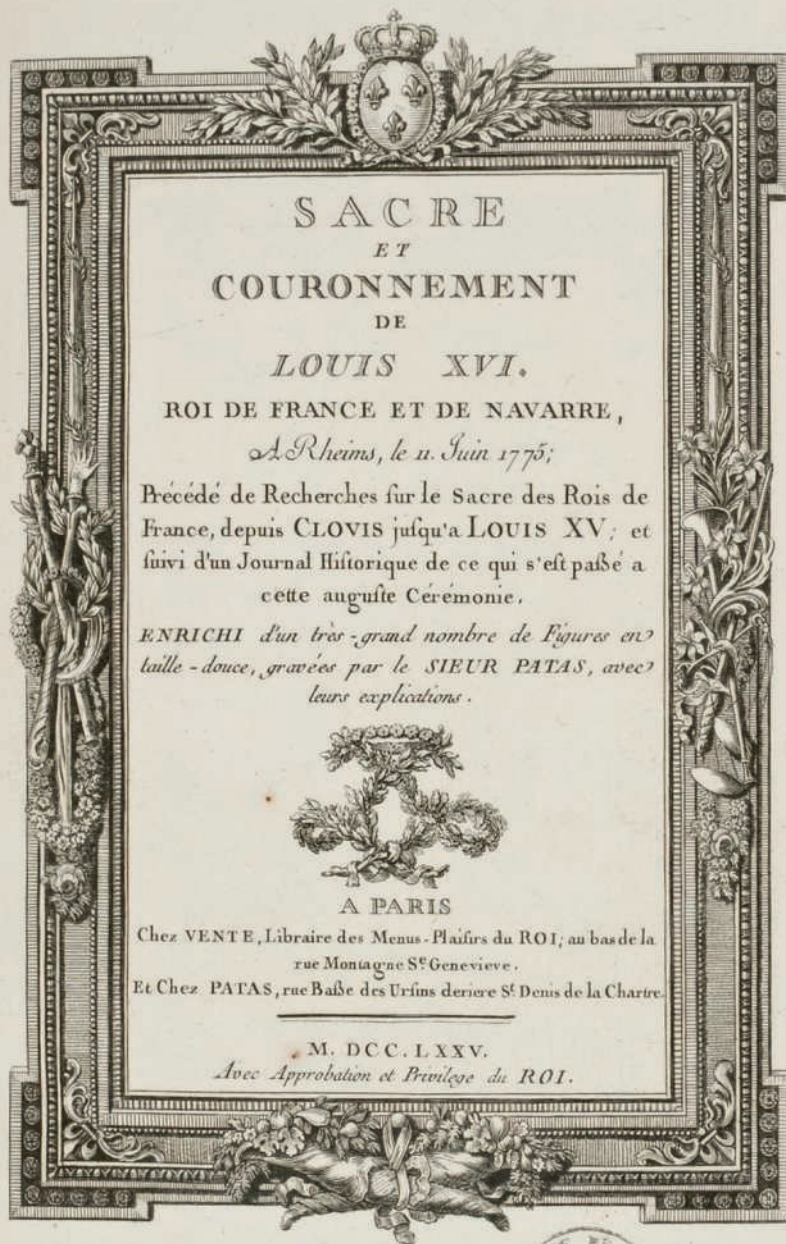 SACRE
ET
COURONNEMENT
DE
LOUIS XVI.
ROI DE FRANCE ET DE NAVARRE,
A Rheims, le 11. Juin 1775;
Précédé de Recherches ſur le Sacre des Rois de
France, depuis CLOVIS juſqu'a LOUIS XV; et
ſuivi d'un Journal Hiſtorique de ce qui s'eſt paſsé a
cette auguſte Cérémonie.
ENRICHI d'un très-grand nombre de Figures en
taille-douce, gravées par le SIEUR PATAS, avec
leurs explications.
A PARIS
Chez VENTE, Libraire des Menus-Plaiſirs du ROI; au bas de la
rue Montagne Sᵗᵉ Genevieve.
Et Chez PATAS, rue Baſse des Urſins deriere Sᵗ Denis de la Chartre.
M. DCC. LXXV.
Avec Approbation et Privilege du ROI.